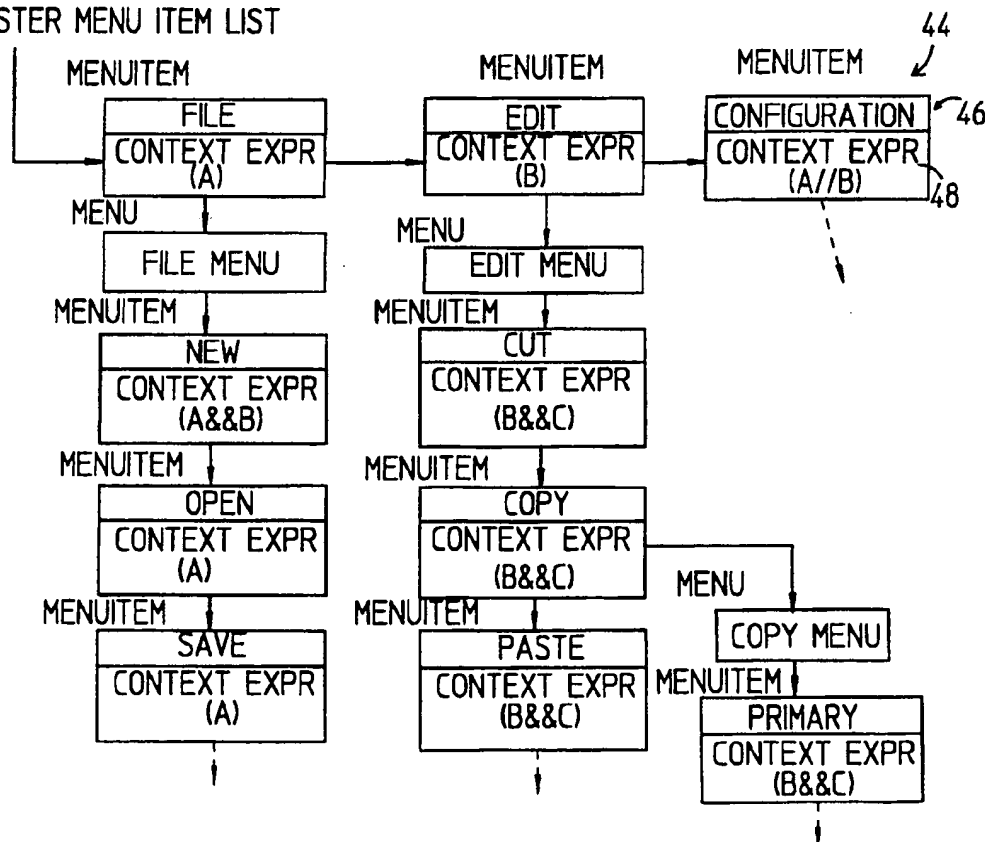 STER MENU ITEM LIST
44
MENUITEM
MENUITEM
MENUITEM
FILE
CONTEXT EXPR
(A)
EDIT
CONTEXT EXPR
(B)
CONFIGURATION
46
CONTEXT EXPR
(A//B)
48
MENU
FILE MENU
MENU
EDIT MENU
MENUITEM
NEW
CONTEXT EXPR
(A&&B)
MENUITEM
CUT
CONTEXT EXPR
(B&&C)
MENUITEM
OPEN
CONTEXT EXPR
(A)
MENUITEM
COPY
CONTEXT EXPR
(B&&C)
MENUITEM
SAVE
CONTEXT EXPR
(A)
MENUITEM
PASTE
CONTEXT EXPR
(B&&C)
MENU
COPY MENU
MENUITEM
PRIMARY
CONTEXT EXPR
(B&&C)